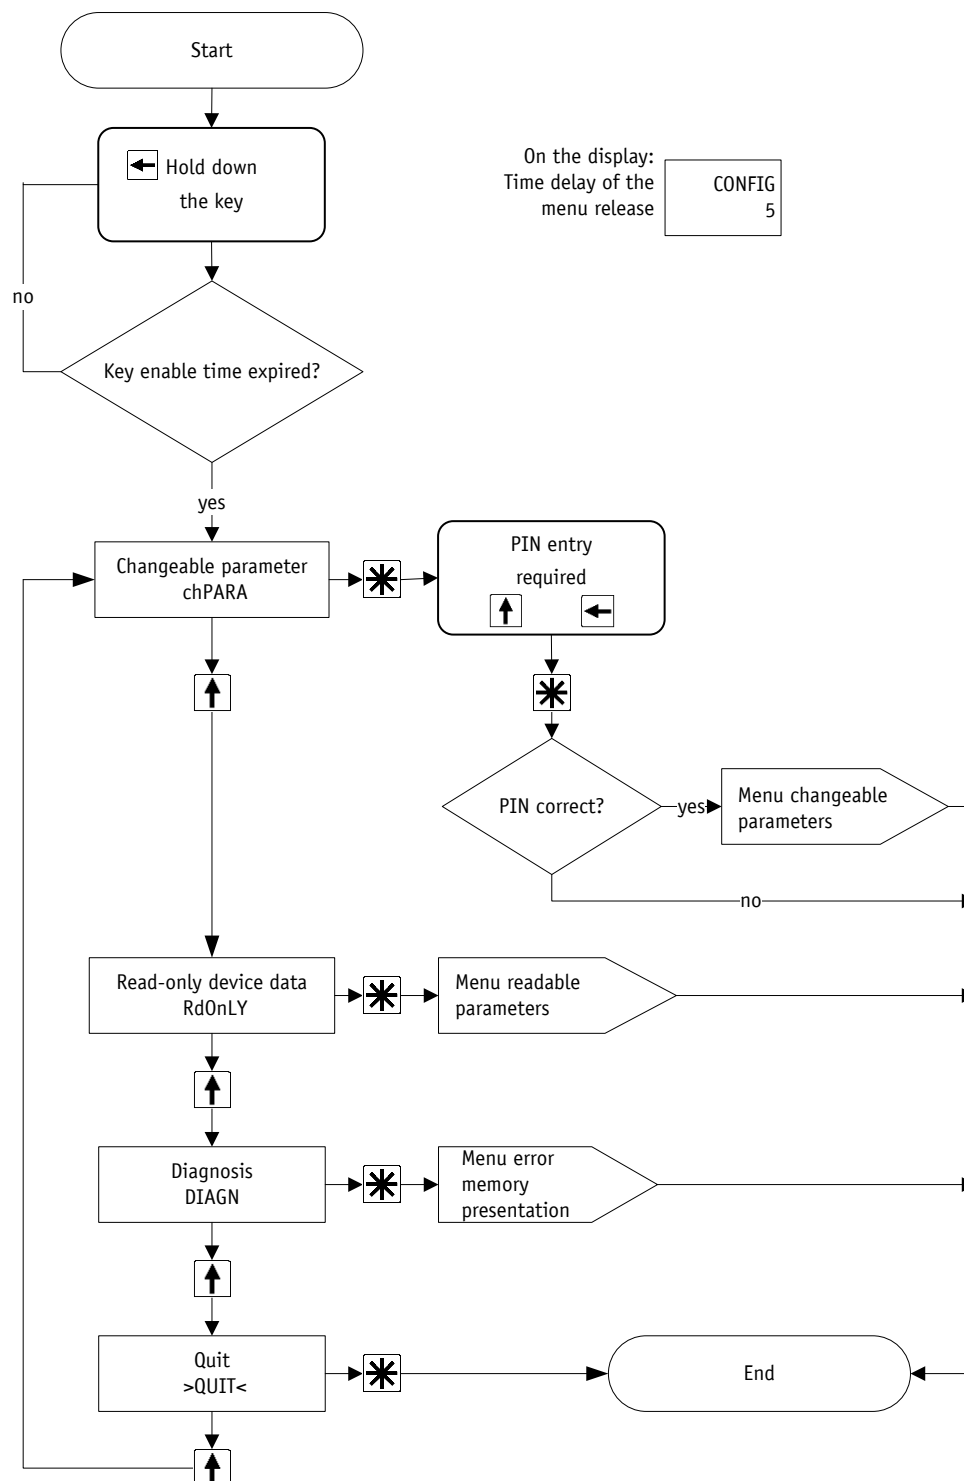 Start
Hold down
the key
On the display:
Time delay of the
menu release
CONFIG
5
no
Key enable time expired?
yes
Changeable parameter
chPARA
PIN entry
required
PIN correct?
yes
Menu changeable
parameters
no
Read-only device data
RdOnLY
Menu readable
parameters
Diagnosis
DIAGN
Menu error
memory
presentation
Quit
>QUIT<
End